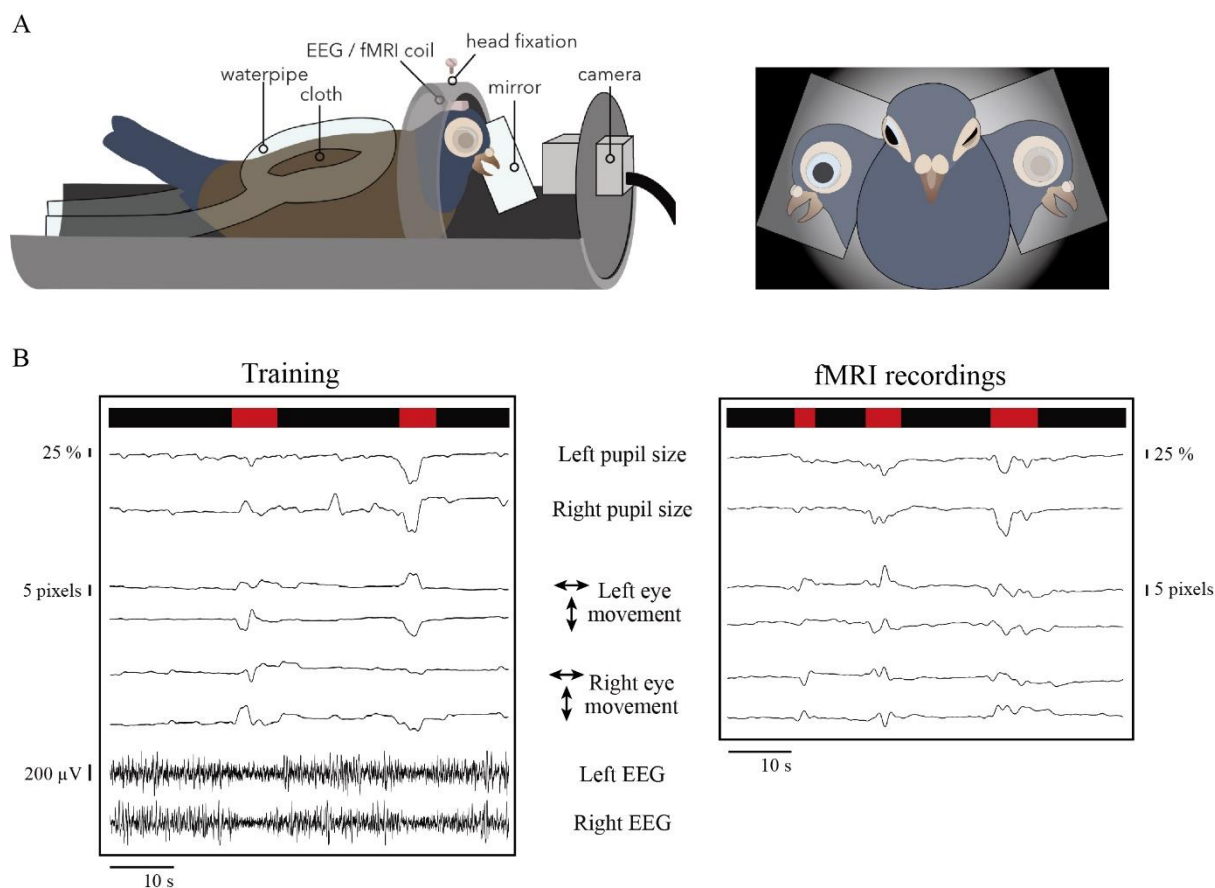 A
EEG / fMRI coil
head fixation
waterpipe
cloth
mirror
camera
B
Training
fMRI recordings
25 %
Left pupil size
25 %
Right pupil size
5 pixels
Left eye
movement
5 pixels
Right eye
movement
200 µV
Left EEG
Right EEG
10 s
10 s